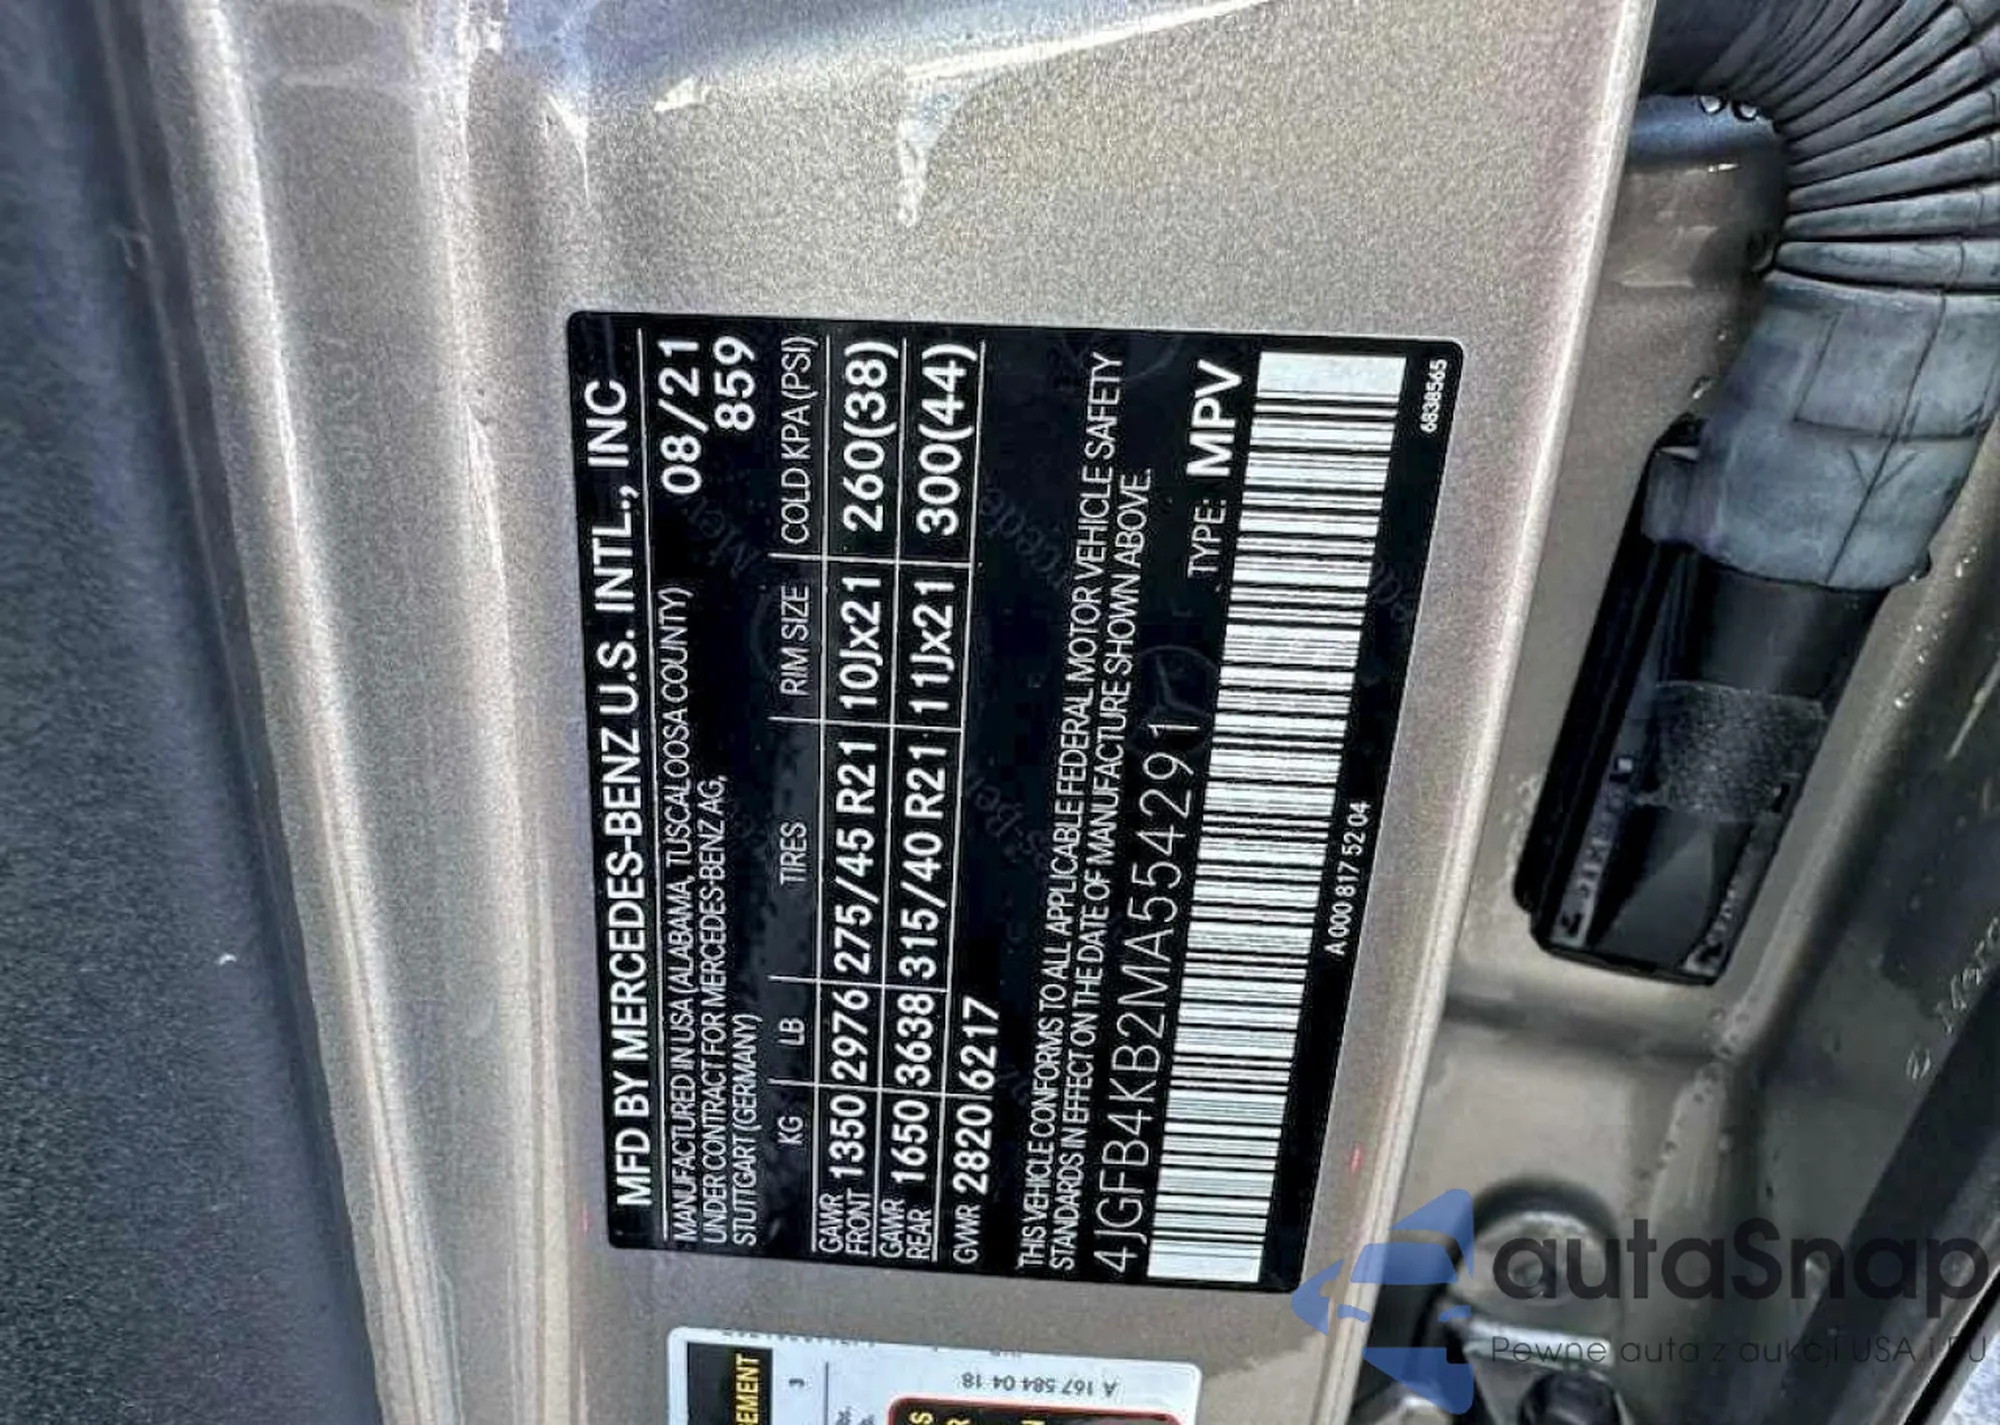 MFD BY MERCEDES-BENZ U.S. INTL., INC
MANUFACTURED IN USA (ALABAMA, TUSCALOOSA COUNTY) 08/21
UNDER CONTRACT FOR MERCEDES-BENZ AG, 859
STUTTGART (GERMANY)
KG LB TIRES RIM SIZE COLD KPA (PSI)
GAWR FRONT 1350 2976 275/45 R21 10Jx21 260(38)
GAWR REAR 1650 3638 315/40 R21 11Jx21 300(44)
GVWR 2820 6217
THIS VEHICLE CONFORMS TO ALL APPLICABLE FEDERAL MOTOR VEHICLE SAFETY
STANDARDS IN EFFECT ON THE DATE OF MANUFACTURE SHOWN ABOVE.
4JGFB4KB2MA554291 TYPE: MPV
A 000 817 52 04
6838565
A 167 584 04 18
autaSnap
Pewne auta z aukcji USA i EU